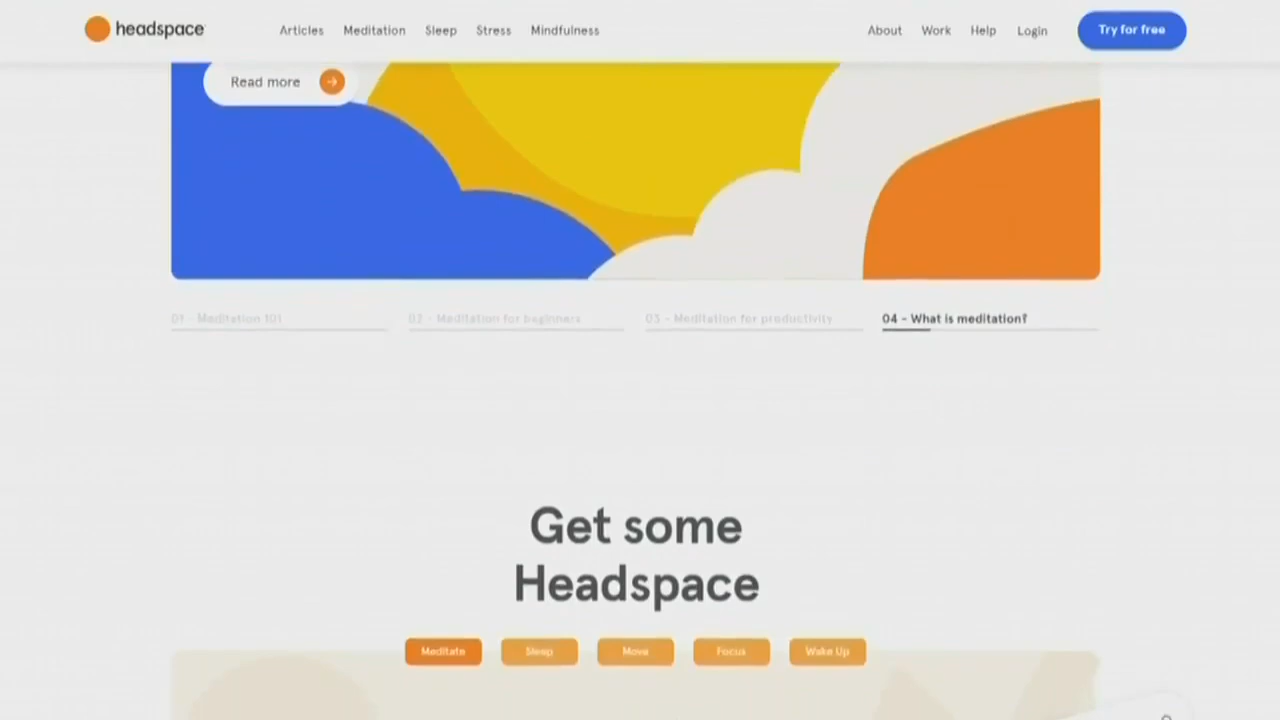 headspace
Articles Meditation Sleep Stress Mindfulness
About Work Help Login Try for free
Read more
01 - Meditation 101
02 - Meditation for beginners
03 - Meditation for productivity
04 - What is meditation?
Get some
Headspace
Meditate Sleep Move Focus Wake Up